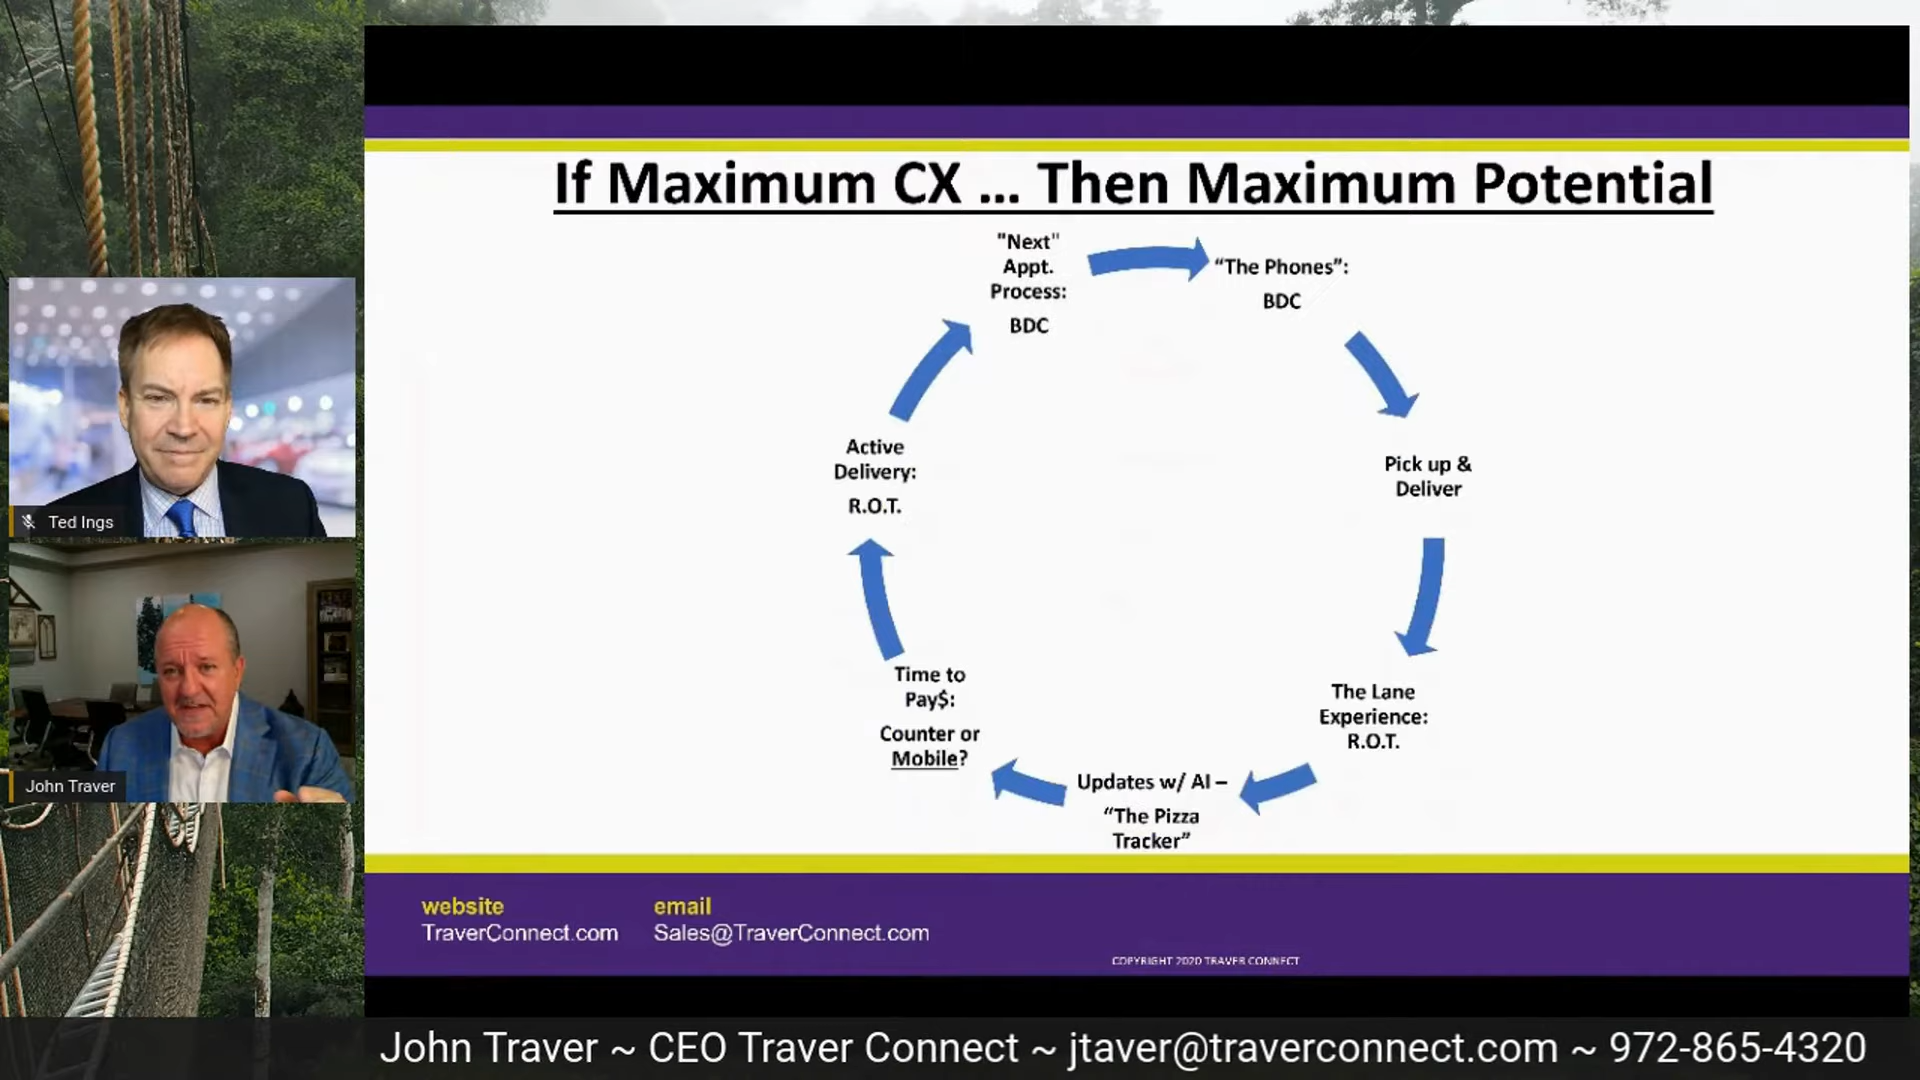 If Maximum CX ... Then Maximum Potential
"Next"
Appt.
Process:
BDC
“The Phones”:
BDC
Pick up &
Deliver
The Lane
Experience:
R.O.T.
Updates w/ AI –
“The Pizza
Tracker”
Time to
Pay$:
Counter or
Mobile?
Active
Delivery:
R.O.T.
Ted Ings
John Traver
website
TraverConnect.com
email
Sales@TraverConnect.com
COPYRIGHT 2020 TRAVER CONNECT
John Traver ~ CEO Traver Connect ~ jtaver@traverconnect.com ~ 972-865-4320